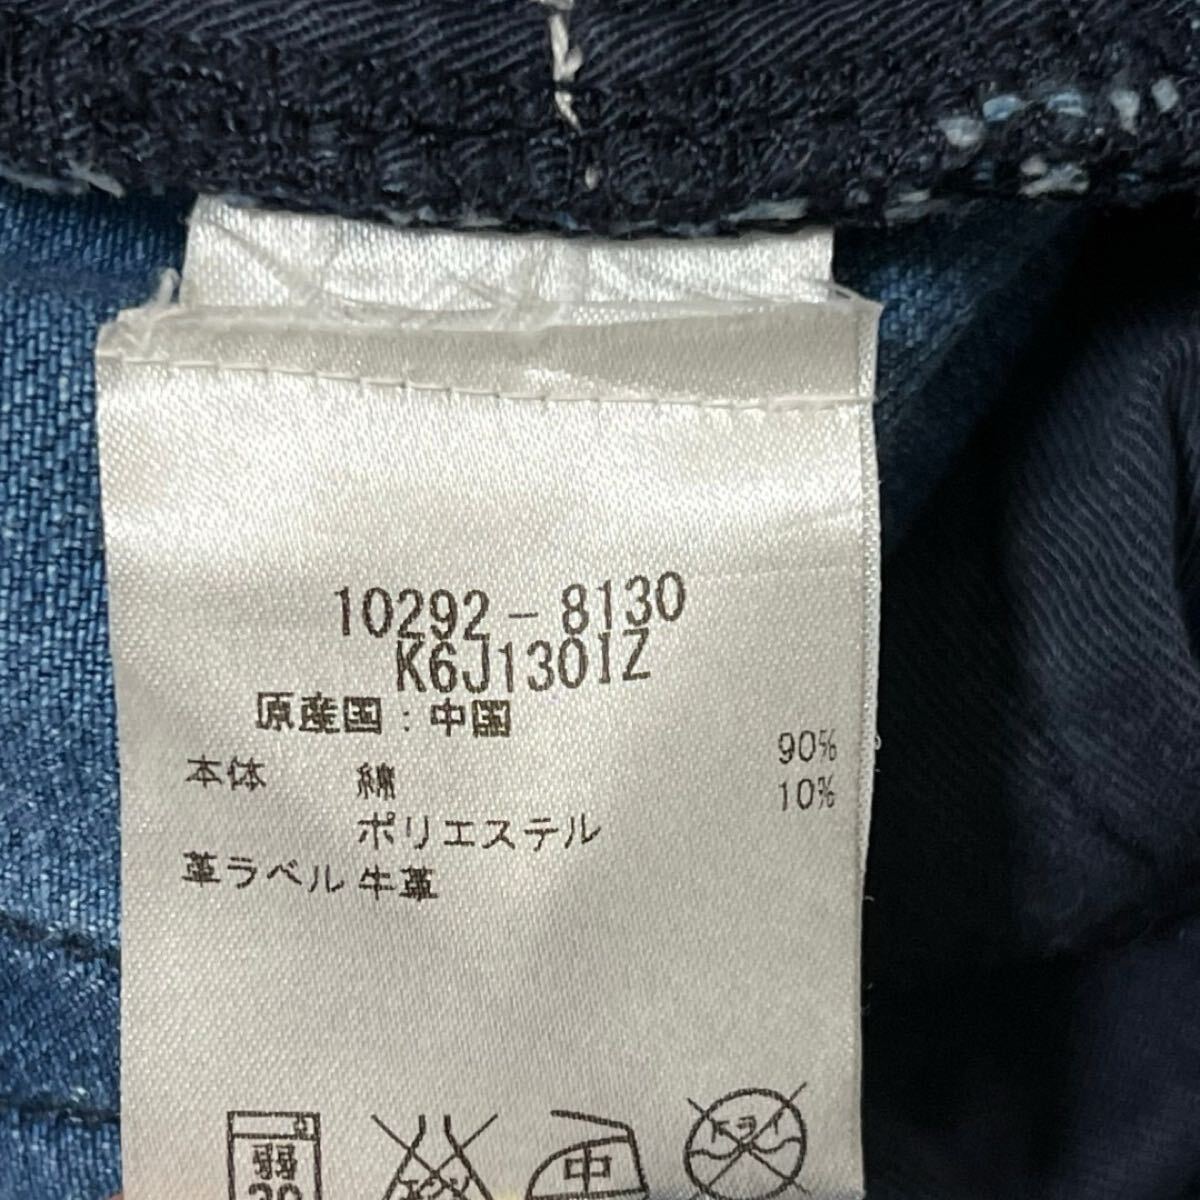 10292-8130
K6J1301Z
原産国:中国
本体 綿 90%
ポリエステル 10%
革ラベル 牛革
弱
30
中
ドライ